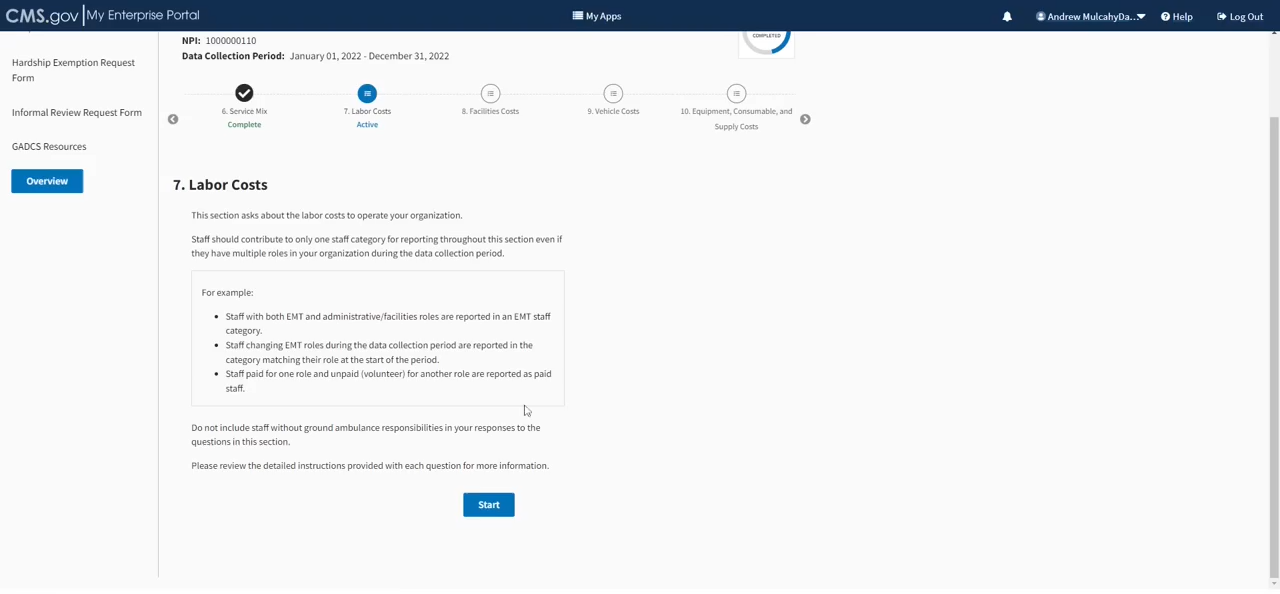 CMS.gov My Enterprise Portal
My Apps
Andrew MulcahyDa...
Help
Log Out
Hardship Exemption Request
Form
Informal Review Request Form
GADCS Resources
Overview
NPI: 1000000110
Data Collection Period: January 01, 2022 - December 31, 2022
COMPLETED
6. Service Mix
Complete
7. Labor Costs
Active
8. Facilities Costs
9. Vehicle Costs
10. Equipment, Consumable, and
Supply Costs
7. Labor Costs
This section asks about the labor costs to operate your organization.
Staff should contribute to only one staff category for reporting throughout this section even if
they have multiple roles in your organization during the data collection period.
For example:
• Staff with both EMT and administrative/facilities roles are reported in an EMT staff
category.
• Staff changing EMT roles during the data collection period are reported in the
category matching their role at the start of the period.
• Staff paid for one role and unpaid (volunteer) for another role are reported as paid
staff.
Do not include staff without ground ambulance responsibilities in your responses to the
questions in this section.
Please review the detailed instructions provided with each question for more information.
Start